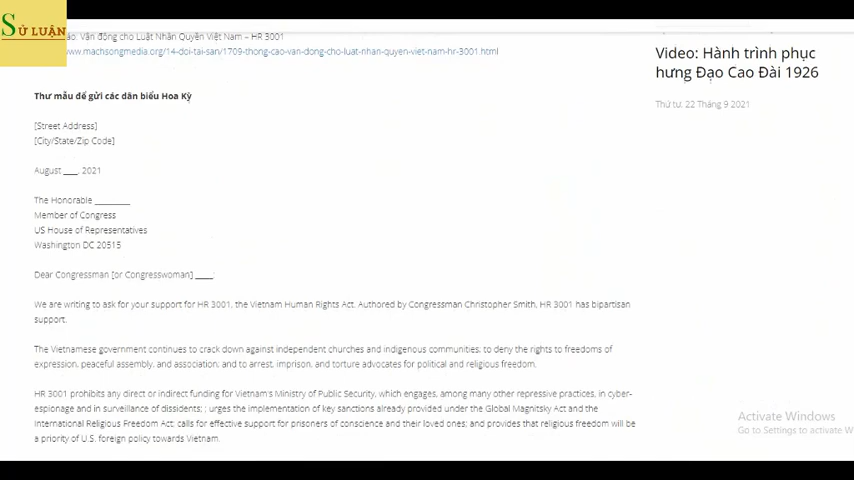 SỬ LUẬN
áo: Vận động cho Luật Nhân Quyền Việt Nam – HR 3001
ww.machsongmedia.org/14-doi-tai-san/1709-thong-cao-van-dong-cho-luat-nhan-quyen-viet-nam-hr-3001.html
Thư mẫu để gửi các dân biểu Hoa Kỳ
[Street Address]
[City/State/Zip Code]
August ____, 2021
The Honorable _________
Member of Congress
US House of Representatives
Washington DC 20515
Dear Congressman [or Congresswoman] _____:
We are writing to ask for your support for HR 3001, the Vietnam Human Rights Act. Authored by Congressman Christopher Smith, HR 3001 has bipartisan
support.
The Vietnamese government continues to crack down against independent churches and indigenous communities; to deny the rights to freedoms of
expression, peaceful assembly, and association; and to arrest, imprison, and torture advocates for political and religious freedom.
HR 3001 prohibits any direct or indirect funding for Vietnam's Ministry of Public Security, which engages, among many other repressive practices, in cyber-
espionage and in surveillance of dissidents; ; urges the implementation of key sanctions already provided under the Global Magnitsky Act and the
International Religious Freedom Act; calls for effective support for prisoners of conscience and their loved ones; and provides that religious freedom will be
a priority of U.S. foreign policy towards Vietnam.
Video: Hành trình phục
hưng Đạo Cao Đài 1926
Thứ tư, 22 Tháng 9 2021
Activate Windows
Go to Settings to activate W